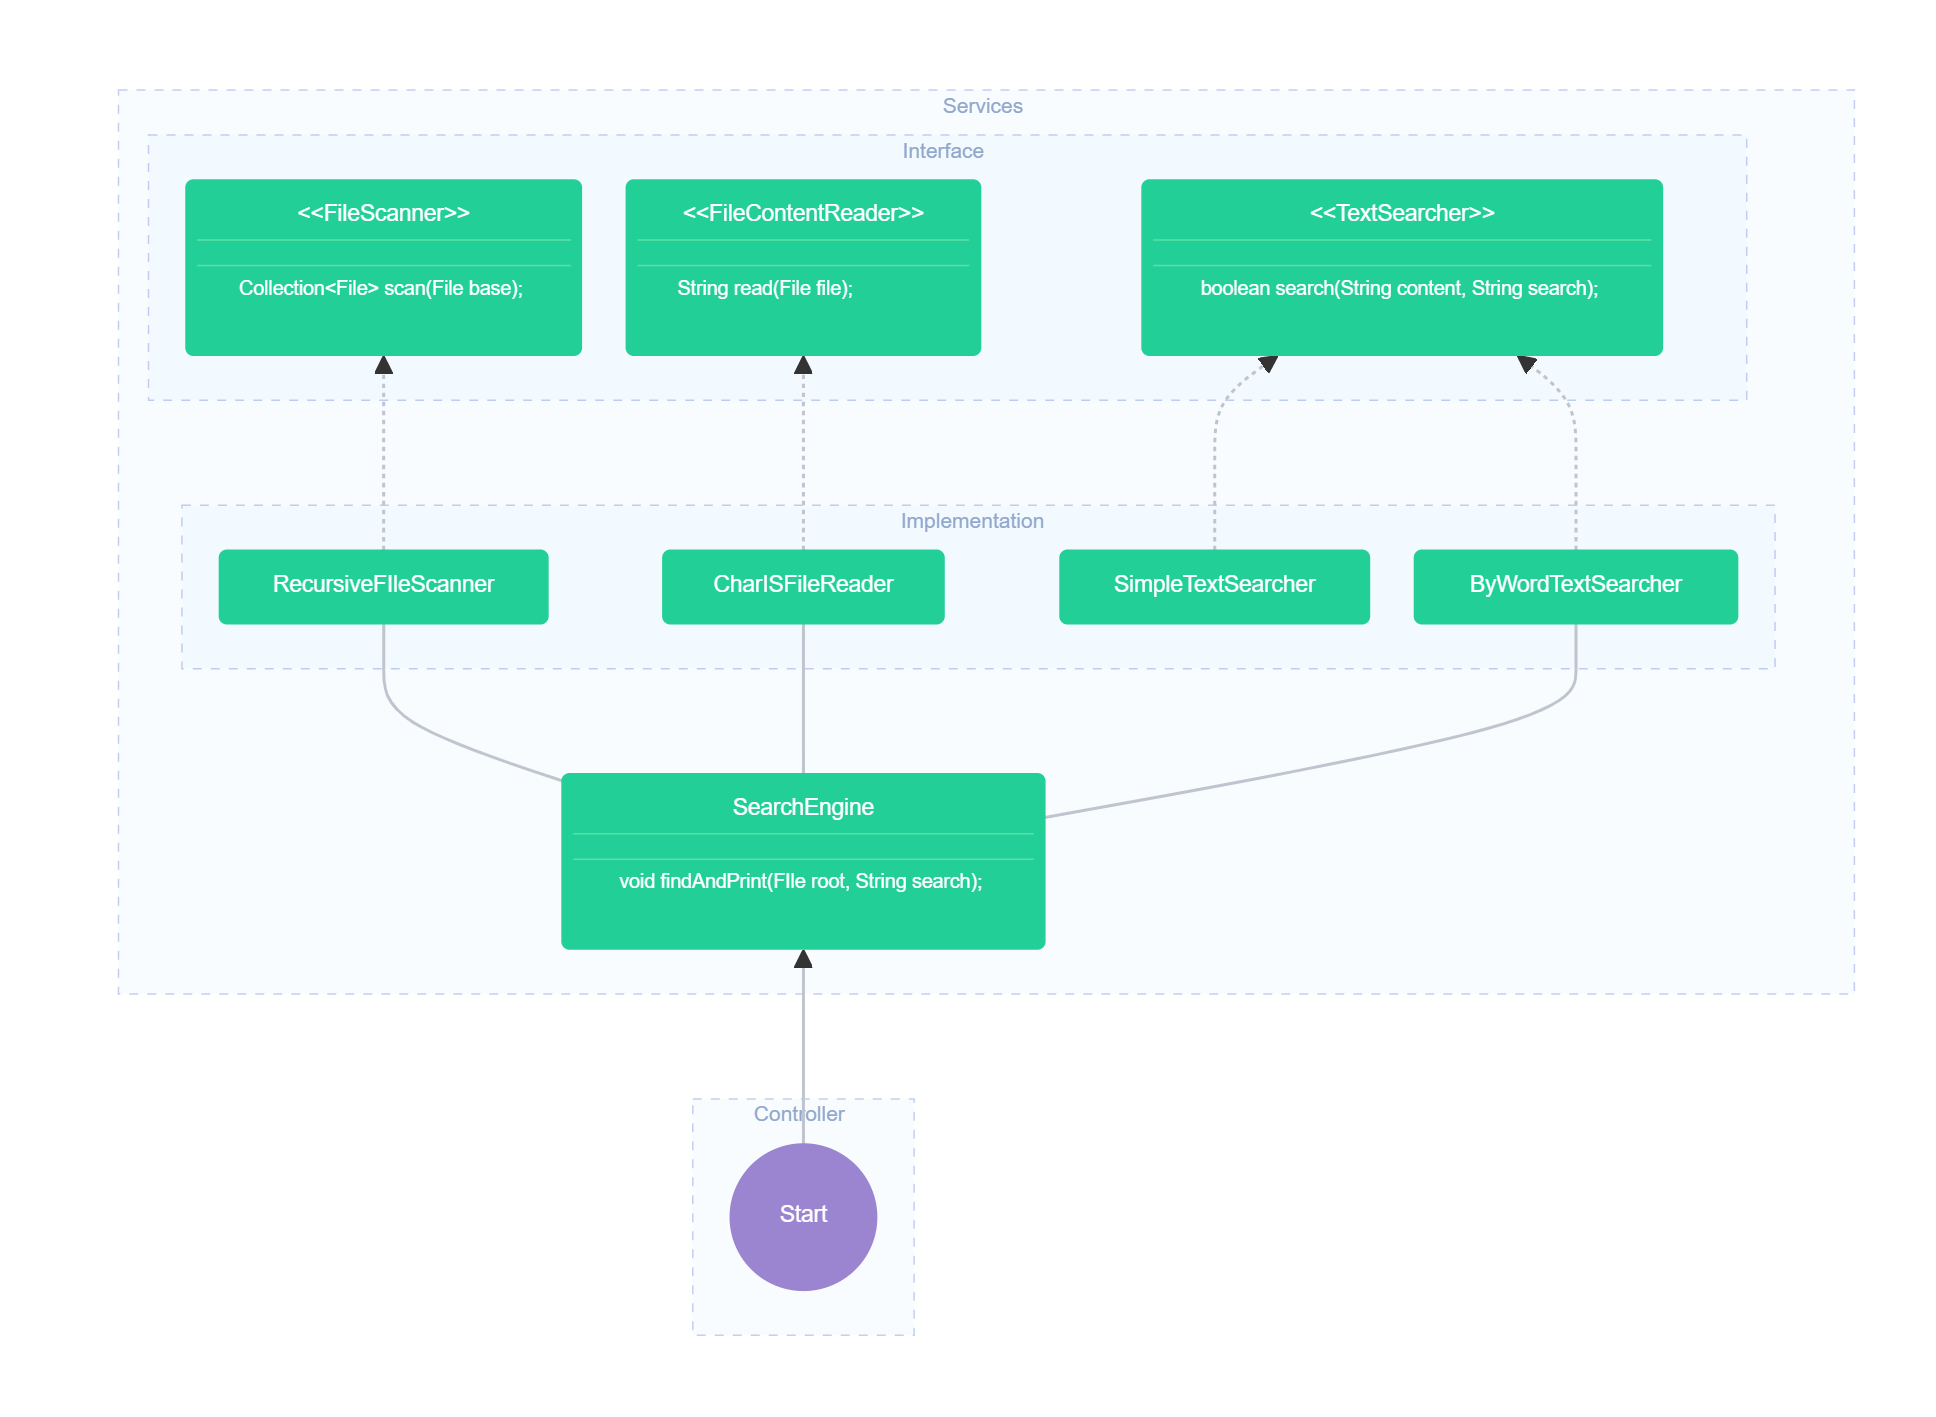 Services
Interface
<<FileScanner>>
Collection<File> scan(File base);
<<FileContentReader>>
String read(File file);
<<TextSearcher>>
boolean search(String content, String search);
Implementation
RecursiveFIleScanner
CharISFileReader
SimpleTextSearcher
ByWordTextSearcher
SearchEngine
void findAndPrint(FIle root, String search);
Controller
Start